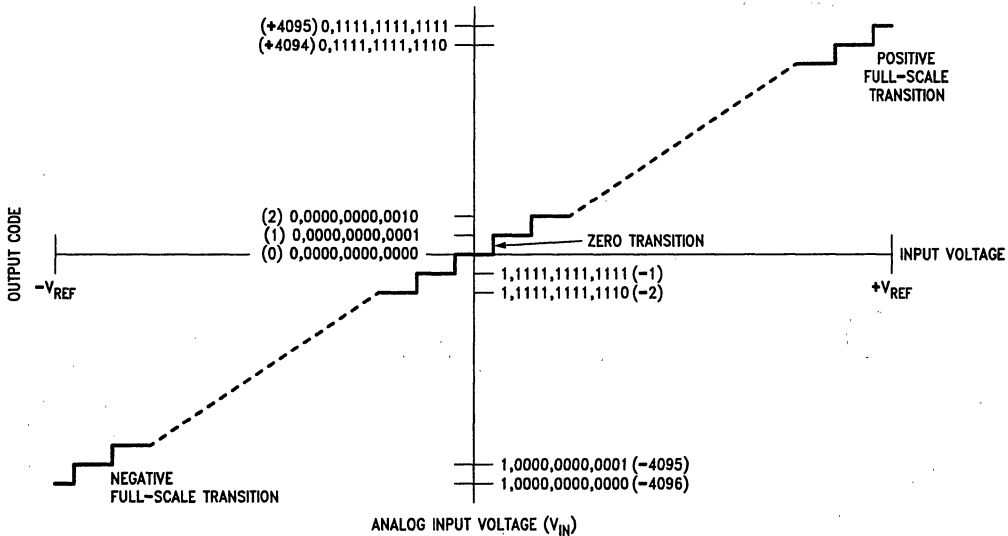 (+4095) 0,1111,1111,1111
(+4094) 0,1111,1111,1110
POSITIVE
FULL-SCALE
TRANSITION
(2) 0,0000,0000,0010
(1) 0,0000,0000,0001
(0) 0,0000,0000,0000
ZERO TRANSITION
OUTPUT CODE
INPUT VOLTAGE
-VREF
+VREF
1,1111,1111,1111 (-1)
1,1111,1111,1110 (-2)
NEGATIVE
FULL-SCALE TRANSITION
1,0000,0000,0001 (-4095)
1,0000,0000,0000 (-4096)
ANALOG INPUT VOLTAGE (VIN)